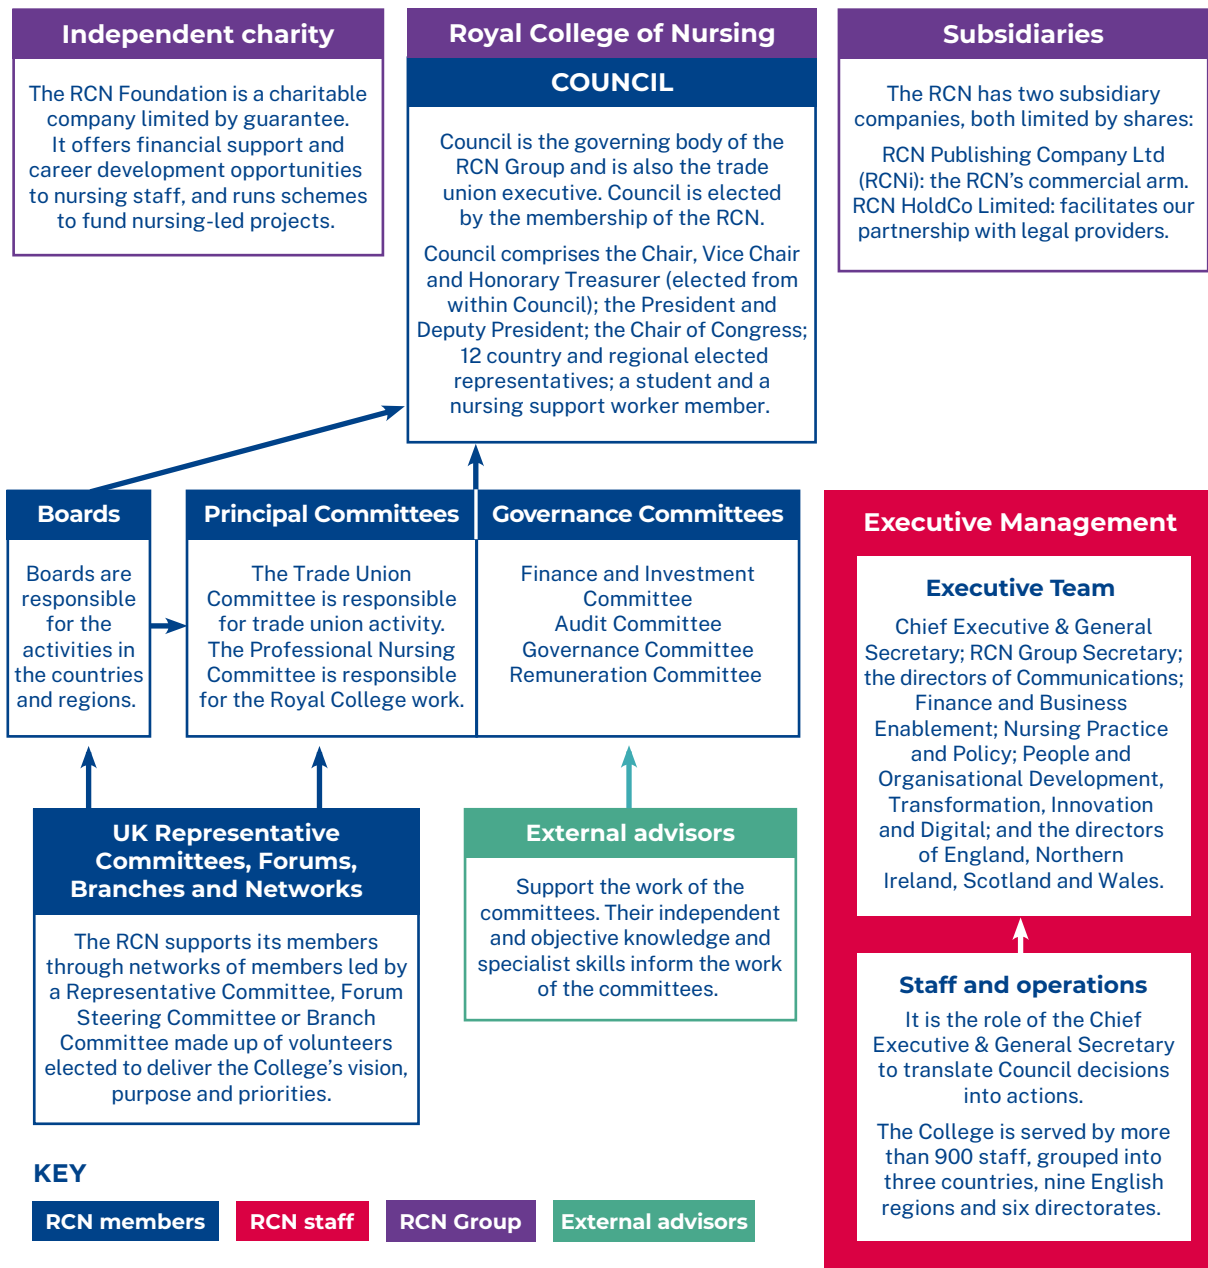 Independent charity
The RCN Foundation is a charitable
company limited by guarantee.
It offers financial support and
career development opportunities
to nursing staff, and runs schemes
to fund nursing-led projects.
Royal College of Nursing
COUNCIL
Council is the governing body of the
RCN Group and is also the trade
union executive. Council is elected
by the membership of the RCN.
Council comprises the Chair, Vice Chair
and Honorary Treasurer (elected from
within Council); the President and
Deputy President; the Chair of Congress;
12 country and regional elected
representatives; a student and a
nursing support worker member.
Subsidiaries
The RCN has two subsidiary
companies, both limited by shares:
RCN Publishing Company Ltd
(RCNi): the RCN’s commercial arm.
RCN HoldCo Limited: facilitates our
partnership with legal providers.
Boards
Boards are
responsible
for the
activities in
the countries
and regions.
Principal Committees
The Trade Union
Committee is responsible
for trade union activity.
The Professional Nursing
Committee is responsible
for the Royal College work.
Governance Committees
Finance and Investment
Committee
Audit Committee
Governance Committee
Remuneration Committee
Executive Management
Executive Team
Chief Executive & General
Secretary; RCN Group Secretary;
the directors of Communications;
Finance and Business
Enablement; Nursing Practice
and Policy; People and
Organisational Development,
Transformation, Innovation
and Digital; and the directors
of England, Northern
Ireland, Scotland and Wales.
Staff and operations
It is the role of the Chief
Executive & General Secretary
to translate Council decisions
into actions.
The College is served by more
than 900 staff, grouped into
three countries, nine English
regions and six directorates.
UK Representative
Committees, Forums,
Branches and Networks
The RCN supports its members
through networks of members led by
a Representative Committee, Forum
Steering Committee or Branch
Committee made up of volunteers
elected to deliver the College’s vision,
purpose and priorities.
External advisors
Support the work of the
committees. Their independent
and objective knowledge and
specialist skills inform the work
of the committees.
KEY
RCN members
RCN staff
RCN Group
External advisors